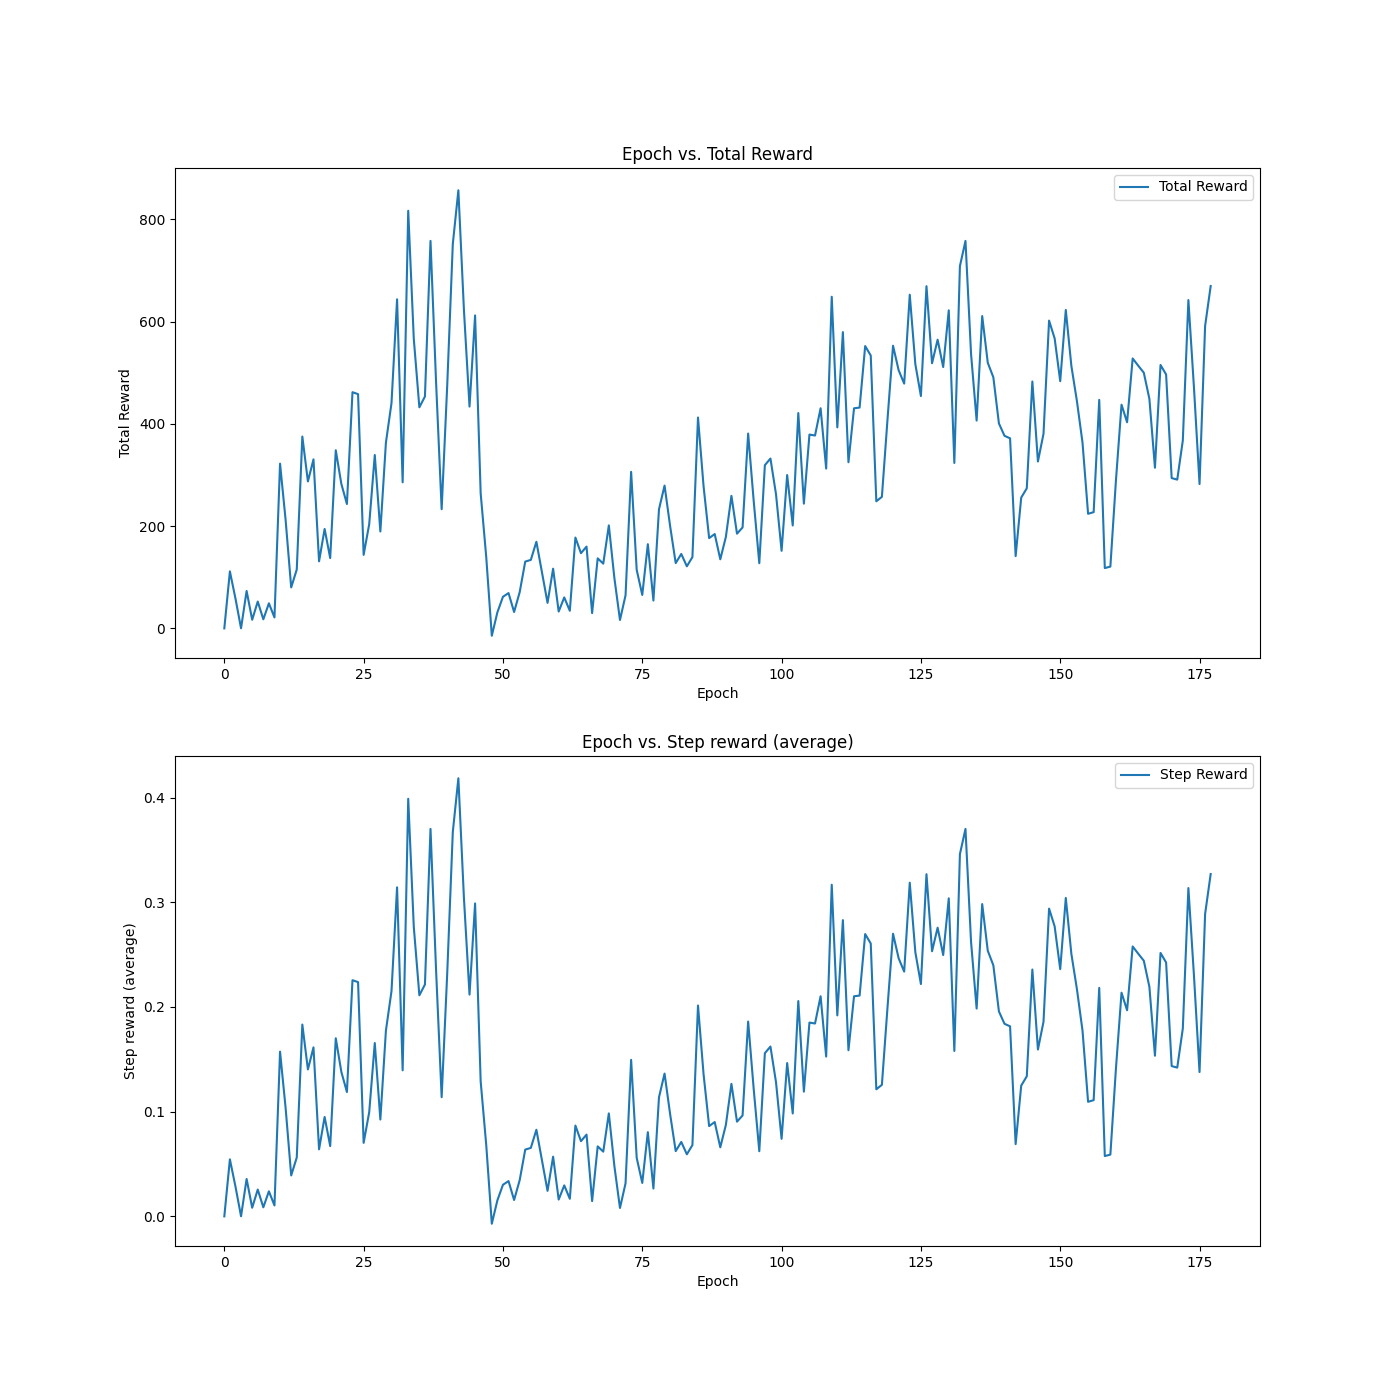 Epoch vs. Total Reward
Total Reward
800
600
400
200
0
Total Reward
0 25 50 75 100 125 150 175
Epoch
Epoch vs. Step reward (average)
Step Reward
0.4
0.3
0.2
0.1
0.0
Step reward (average)
0 25 50 75 100 125 150 175
Epoch